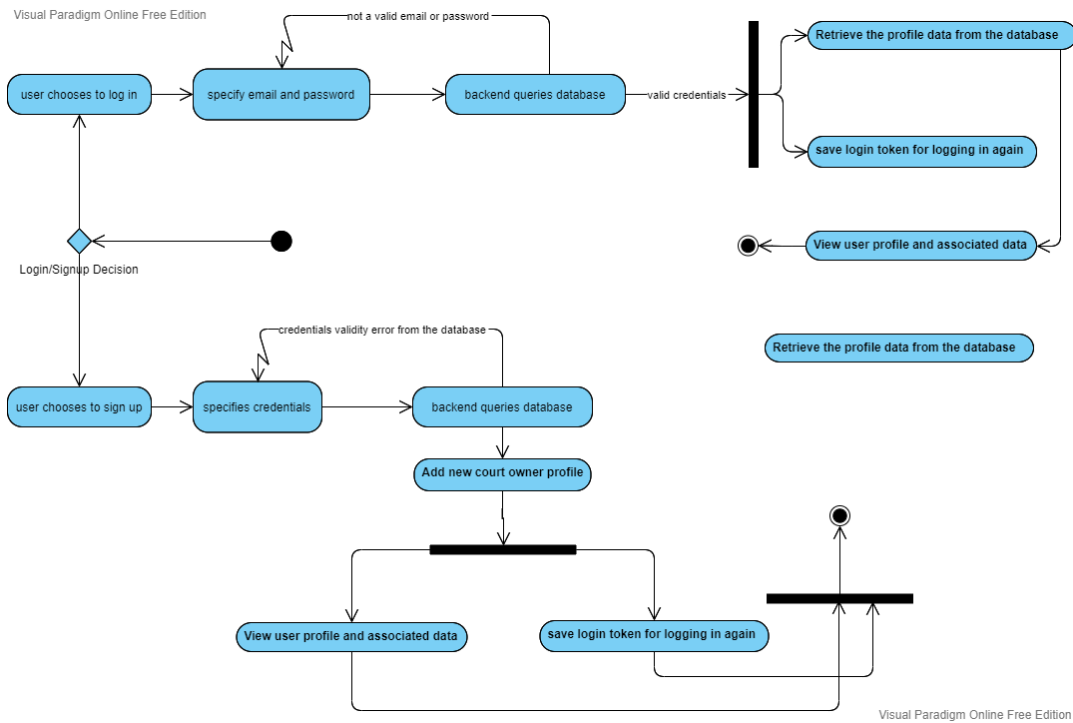 Visual Paradigm Online Free Edition
not a valid email or password
Retrieve the profile data from the database
user chooses to log in
specify email and password
backend queries database
valid credentials
save login token for logging in again
View user profile and associated data
Login/Signup Decision
credentials validity error from the database
Retrieve the profile data from the database
user chooses to sign up
specifies credentials
backend queries database
Add new court owner profile
View user profile and associated data
save login token for logging in again
Visual Paradigm Online Free Edition